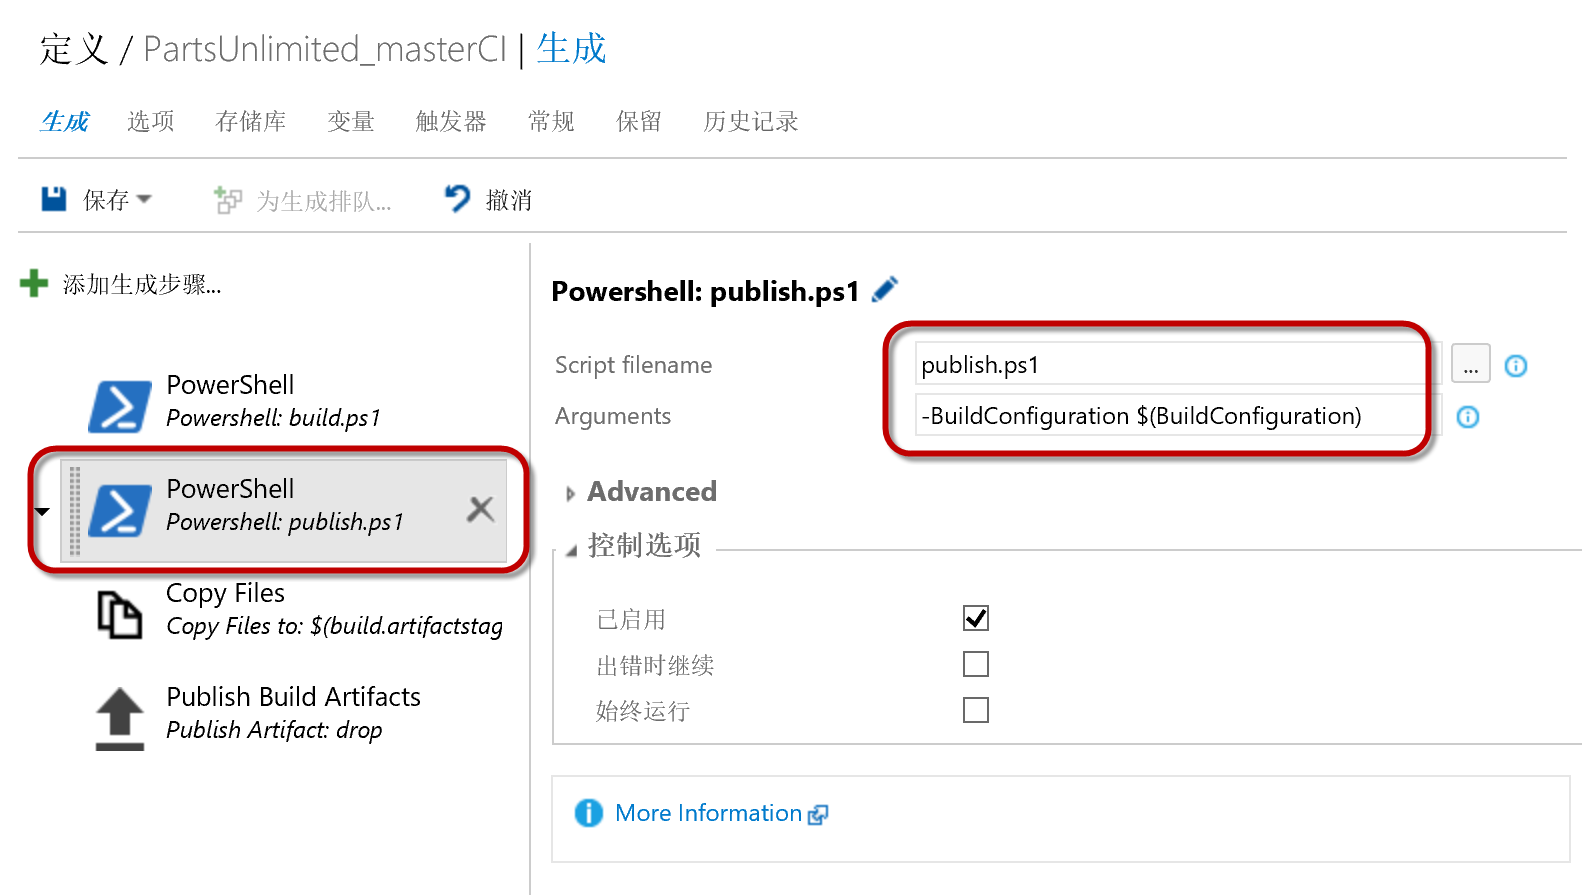 定义 / PartsUnlimited_masterCI | 生成
生成 选项 存储库 变量 触发器 常规 保留 历史记录
保存 为生成排队... 撤消
添加生成步骤...
PowerShell
Powershell: build.ps1
PowerShell
Powershell: publish.ps1
Copy Files
Copy Files to: $(build.artifactstag
Publish Build Artifacts
Publish Artifact: drop
Powershell: publish.ps1
Script filename publish.ps1 ...
Arguments -BuildConfiguration $(BuildConfiguration)
Advanced
控制选项
已启用
出错时继续
始终运行
More Information